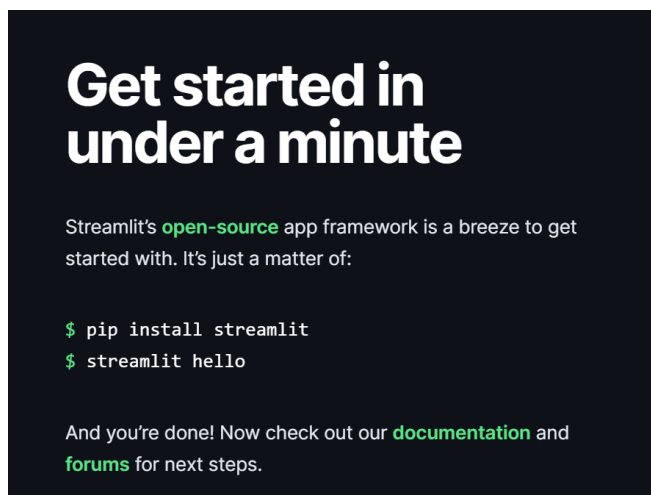 Get started in
under a minute
Streamlit’s open-source app framework is a breeze to get
started with. It’s just a matter of:
$ pip install streamlit
$ streamlit hello
And you’re done! Now check out our documentation and
forums for next steps.